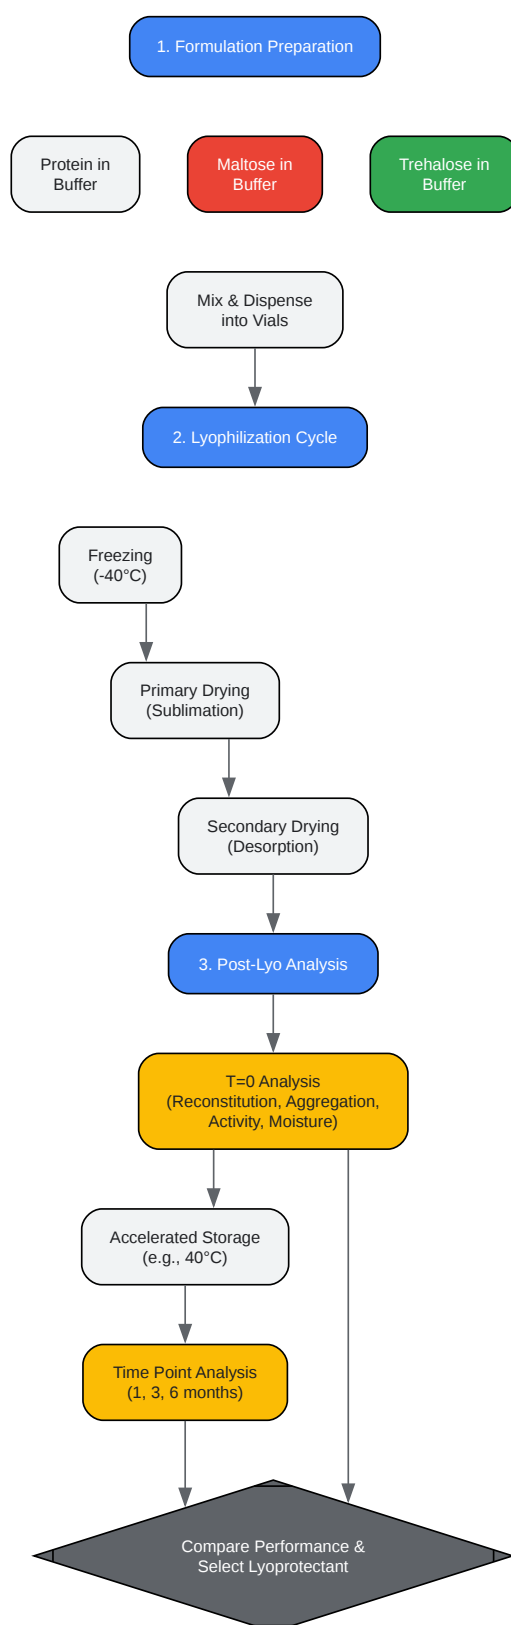 1. Formulation Preparation
Protein in
Buffer
Maltose in
Buffer
Trehalose in
Buffer
Mix & Dispense
into Vials
2. Lyophilization Cycle
Freezing
(-40°C)
Primary Drying
(Sublimation)
Secondary Drying
(Desorption)
3. Post-Lyo Analysis
T=0 Analysis
(Reconstitution, Aggregation,
Activity, Moisture)
Accelerated Storage
(e.g., 40°C)
Time Point Analysis
(1, 3, 6 months)
Compare Performance &
Select Lyoprotectant